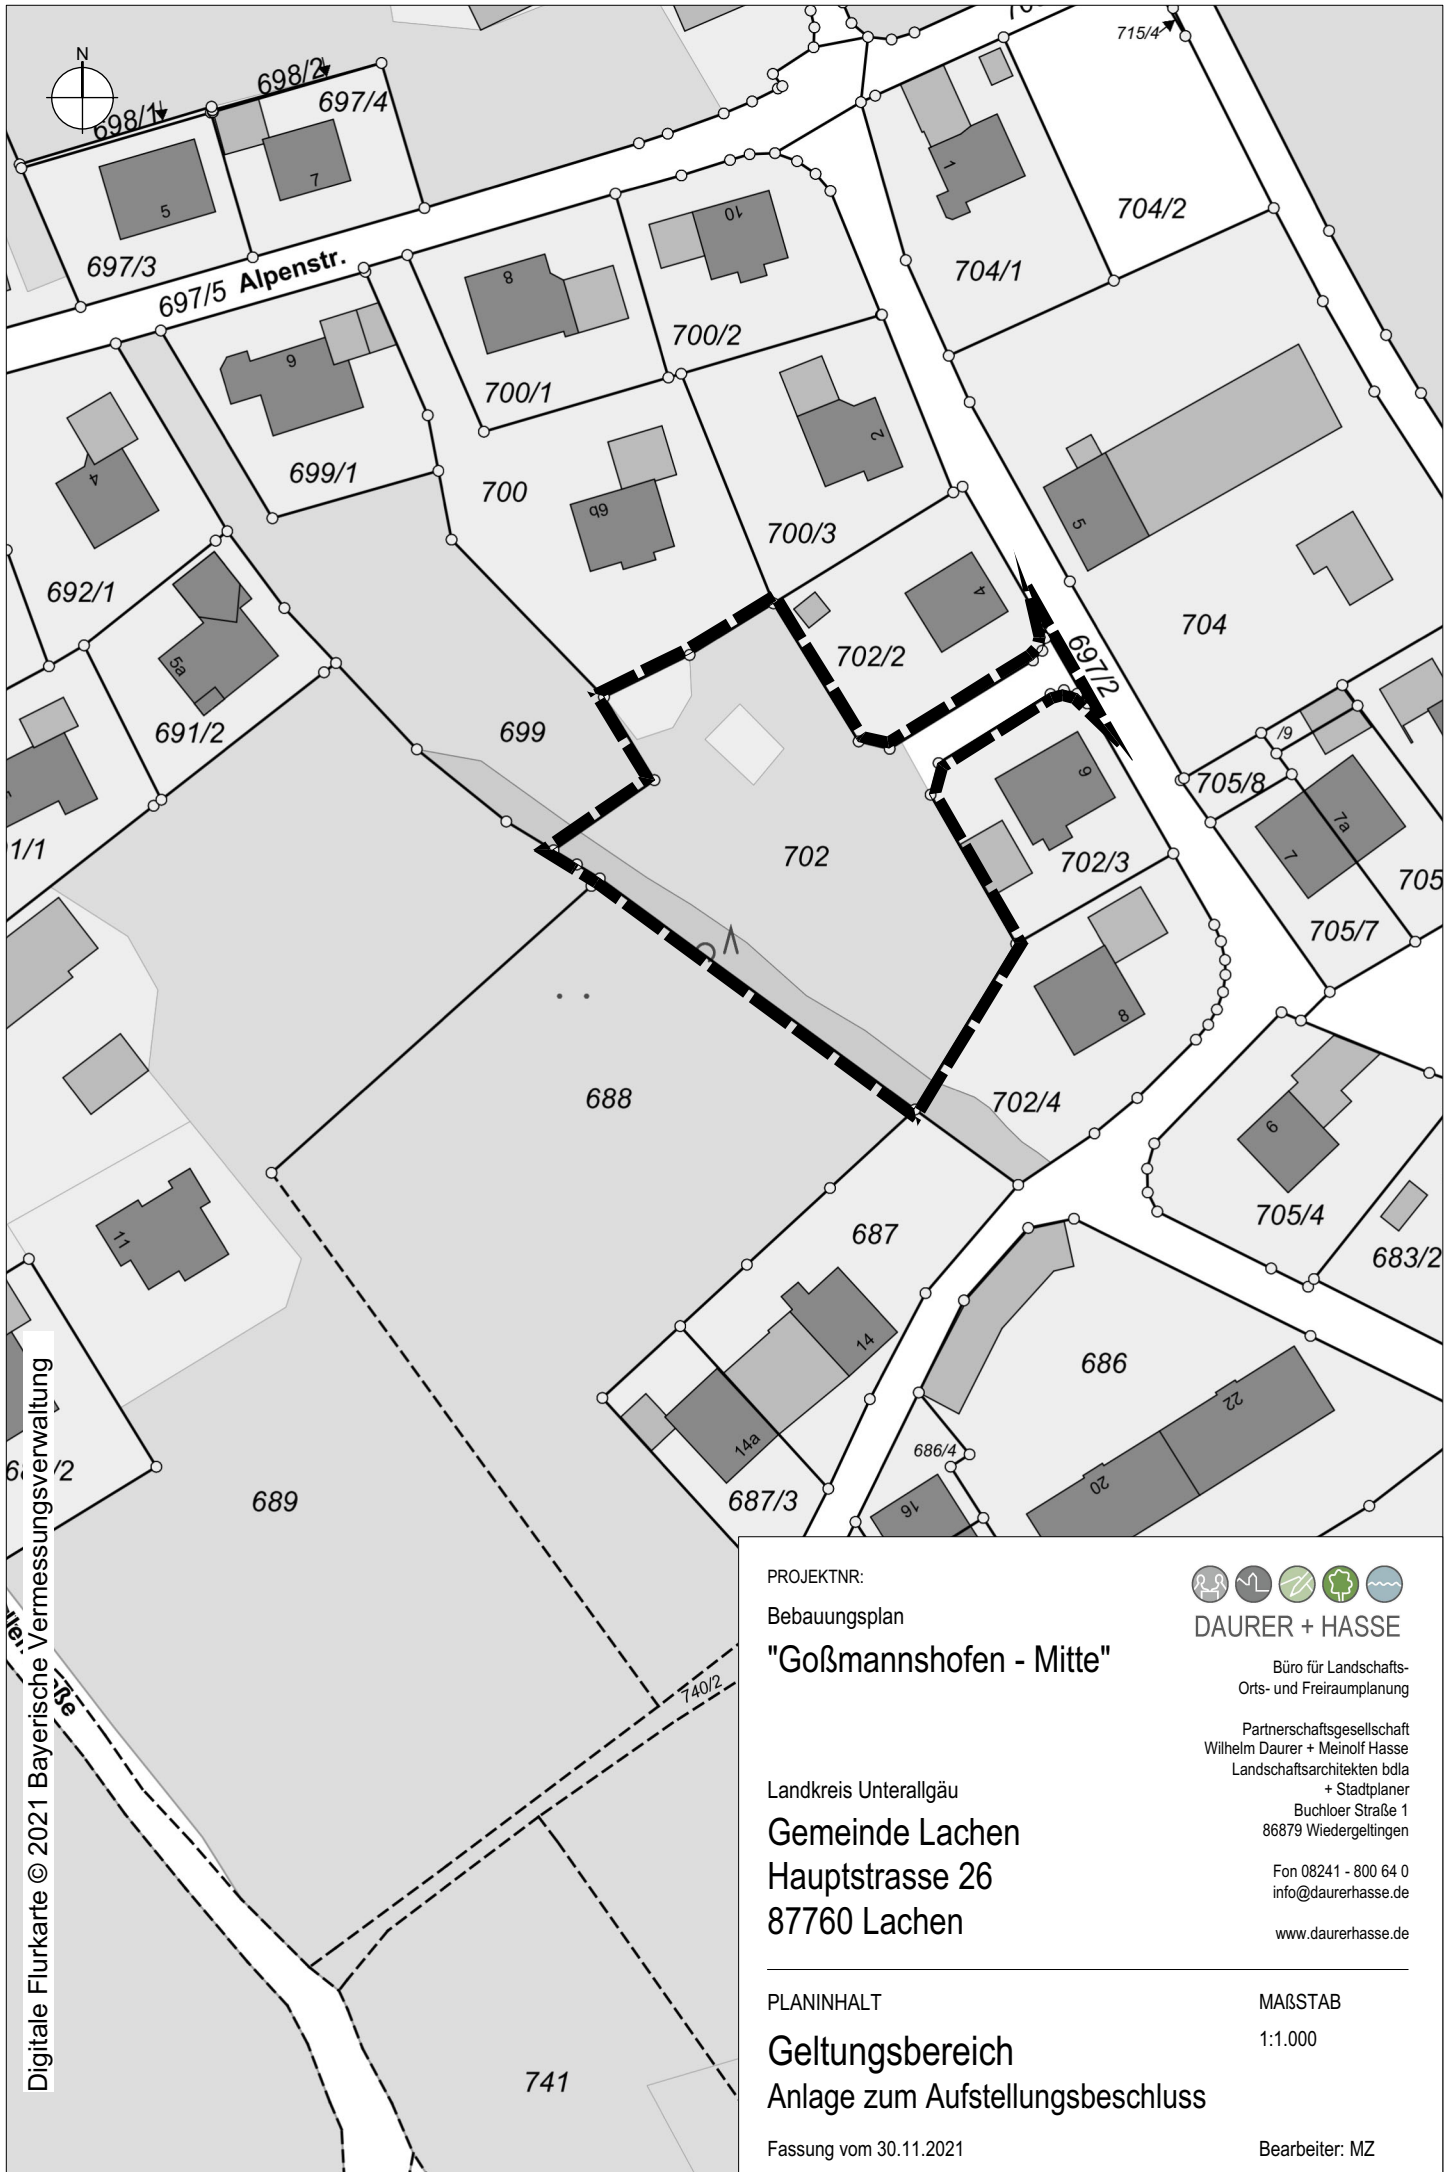 N
698/2
698/1
697/4
7
5
697/3
697/5 Alpenstr.
715/4
1
704/2
704/1
10
700/2
8
700/1
9
699/1
700
6b
2
700/3
5
4
692/1
5a
691/2
4
702/2
697/2
704
699
6
702/3
702
/9
705/8
7a
7
705
705/7
1/1
8
702/4
688
9
705/4
683/2
687
11
14
14a
687/3
686
22
20
686/4
16
689
/2
740/2
741
Digitale Flurkarte © 2021 Bayerische Vermessungsverwaltung
PROJEKTNR:
Bebauungsplan
"Goßmannshofen - Mitte"
Landkreis Unterallgäu
Gemeinde Lachen
Hauptstrasse 26
87760 Lachen
DAURER + HASSE
Büro für Landschafts-
Orts- und Freiraumplanung
Partnerschaftsgesellschaft
Wilhelm Daurer + Meinolf Hasse
Landschaftsarchitekten bdla
+ Stadtplaner
Buchloer Straße 1
86879 Wiedergeltingen
Fon 08241 - 800 64 0
info@daurerhasse.de
www.daurerhasse.de
PLANINHALT
Geltungsbereich
Anlage zum Aufstellungsbeschluss
Fassung vom 30.11.2021
MAßSTAB
1:1.000
Bearbeiter: MZ